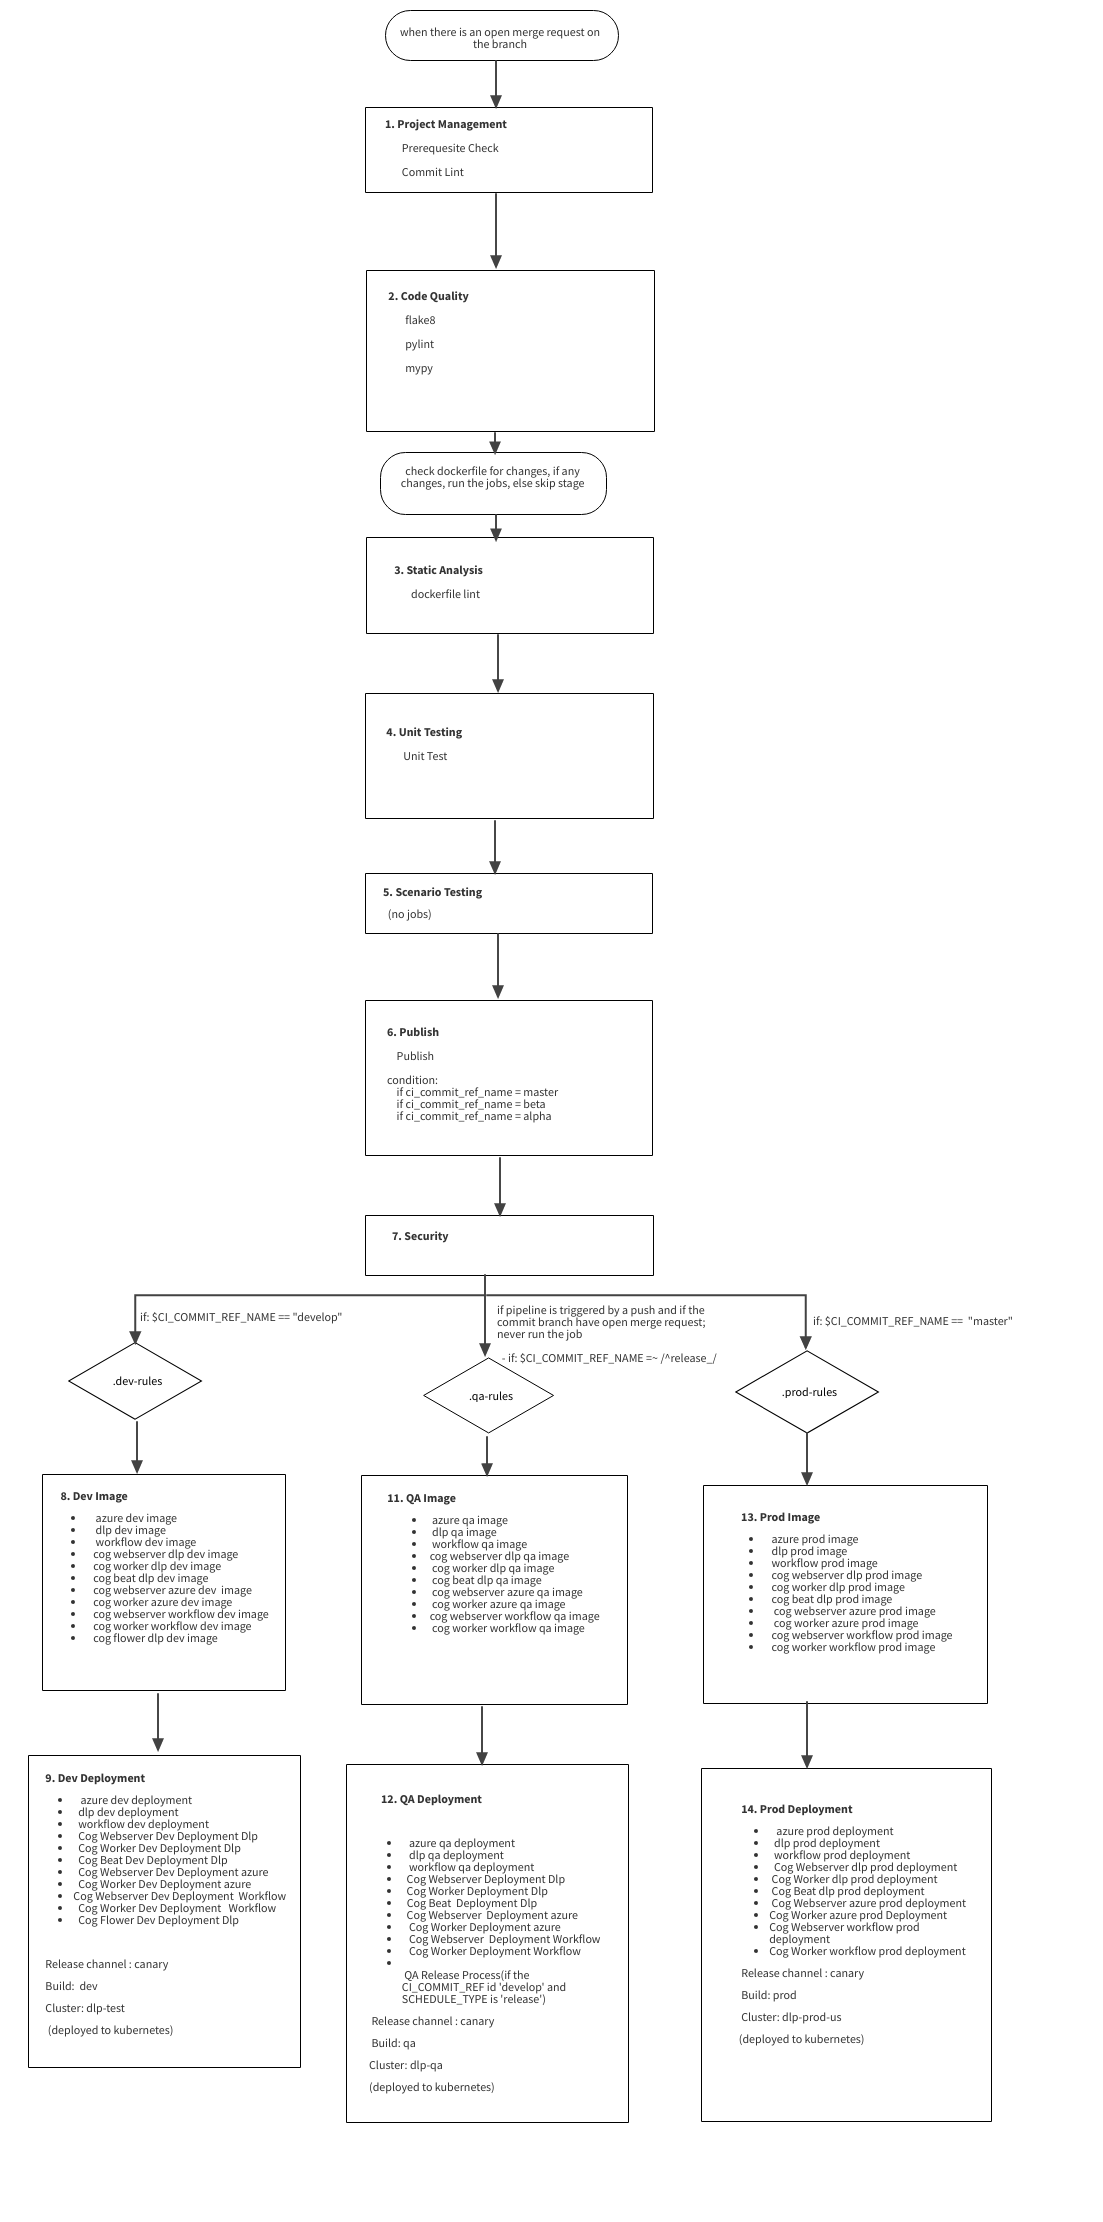 when there is an open merge request on
the branch
1. Project Management
Prerequesite Check
Commit Lint
2. Code Quality
flake8
pylint
mypy
check dockerfile for changes, if any
changes, run the jobs, else skip stage
3. Static Analysis
dockerfile lint
4. Unit Testing
Unit Test
5. Scenario Testing
(no jobs)
6. Publish
Publish
condition:
if ci_commit_ref_name = master
if ci_commit_ref_name = beta
if ci_commit_ref_name = alpha
7. Security
if: $CI_COMMIT_REF_NAME == "develop"
.dev-rules
8. Dev Image
• azure dev image
• dlp dev image
• workflow dev image
• cog webserver dlp dev image
• cog worker dlp dev image
• cog beat dlp dev image
• cog webserver azure dev image
• cog worker azure dev image
• cog webserver workflow dev image
• cog worker workflow dev image
• cog flower dlp dev image
9. Dev Deployment
• azure dev deployment
• dlp dev deployment
• workflow dev deployment
• Cog Webserver Dev Deployment Dlp
• Cog Worker Dev Deployment Dlp
• Cog Beat Dev Deployment Dlp
• Cog Webserver Dev Deployment azure
• Cog Worker Dev Deployment azure
• Cog Webserver Dev Deployment Workflow
• Cog Worker Dev Deployment Workflow
• Cog Flower Dev Deployment Dlp
Release channel : canary
Build: dev
Cluster: dlp-test
(deployed to kubernetes)
if pipeline is triggered by a push and if the
commit branch have open merge request;
never run the job
- if: $CI_COMMIT_REF_NAME =~ /^release_/
.qa-rules
11. QA Image
• azure qa image
• dlp qa image
• workflow qa image
• cog webserver dlp qa image
• cog worker dlp qa image
• cog beat dlp qa image
• cog webserver azure qa image
• cog worker azure qa image
• cog webserver workflow qa image
• cog worker workflow qa image
12. QA Deployment
• azure qa deployment
• dlp qa deployment
• workflow qa deployment
• Cog Webserver Deployment Dlp
• Cog Worker Deployment Dlp
• Cog Beat Deployment Dlp
• Cog Webserver Deployment azure
• Cog Worker Deployment azure
• Cog Webserver Deployment Workflow
• Cog Worker Deployment Workflow
•
QA Release Process(if the
CI_COMMIT_REF id 'develop' and
SCHEDULE_TYPE is 'release')
Release channel : canary
Build: qa
Cluster: dlp-qa
(deployed to kubernetes)
if: $CI_COMMIT_REF_NAME == "master"
.prod-rules
13. Prod Image
• azure prod image
• dlp prod image
• workflow prod image
• cog webserver dlp prod image
• cog worker dlp prod image
• cog beat dlp prod image
• cog webserver azure prod image
• cog worker azure prod image
• cog webserver workflow prod image
• cog worker workflow prod image
14. Prod Deployment
• azure prod deployment
• dlp prod deployment
• workflow prod deployment
• Cog Webserver dlp prod deployment
• Cog Worker dlp prod deployment
• Cog Beat dlp prod deployment
• Cog Webserver azure prod deployment
• Cog Worker azure prod Deployment
• Cog Webserver workflow prod
deployment
• Cog Worker workflow prod deployment
Release channel : canary
Build: prod
Cluster: dlp-prod-us
(deployed to kubernetes)